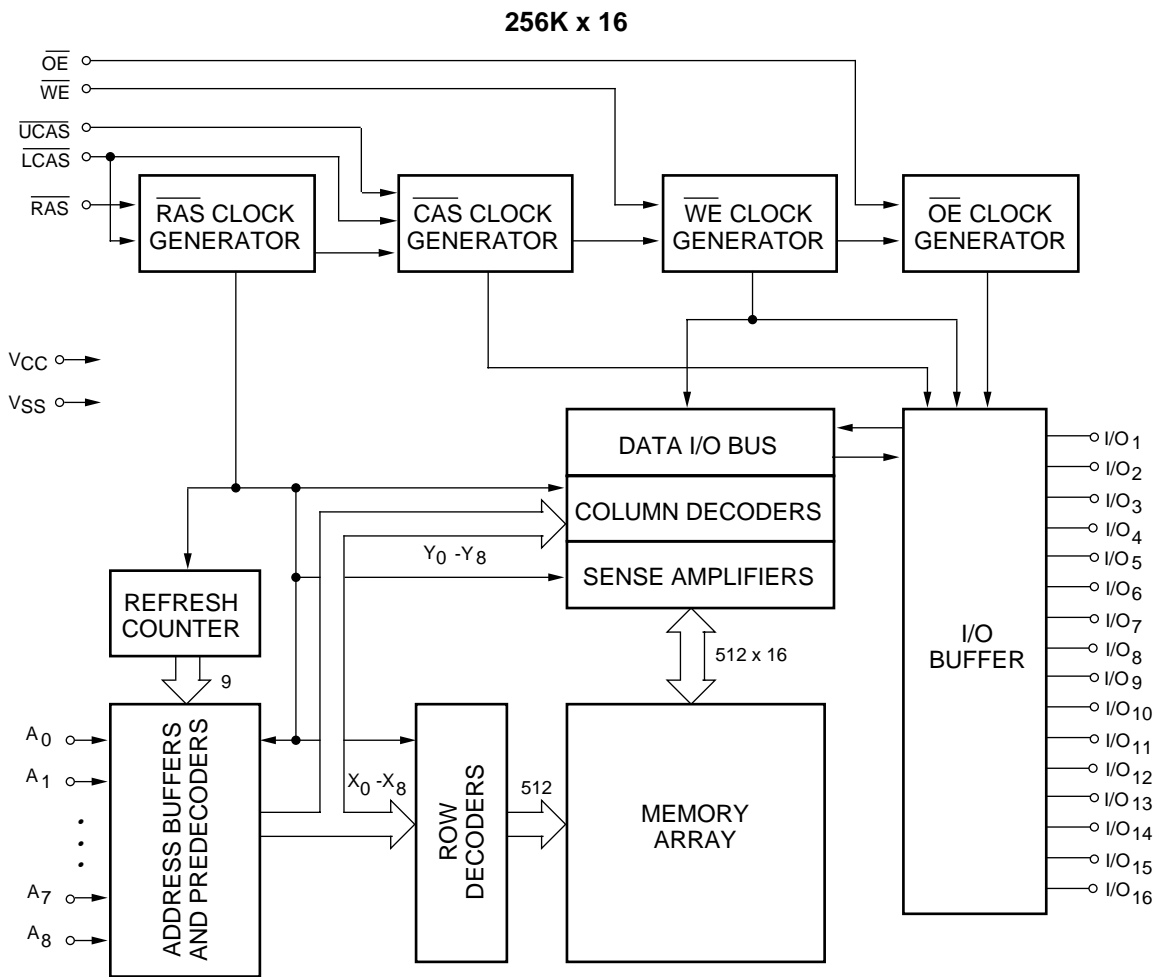 256K x 16
OE
WE
UCAS
LCAS
RAS
RAS CLOCK
GENERATOR
CAS CLOCK
GENERATOR
WE CLOCK
GENERATOR
OE CLOCK
GENERATOR
VCC
VSS
DATA I/O BUS
COLUMN DECODERS
SENSE AMPLIFIERS
Y0 -Y8
REFRESH
COUNTER
9
512 x 16
I/O
BUFFER
I/O1
I/O2
I/O3
I/O4
I/O5
I/O6
I/O7
I/O8
I/O9
I/O10
I/O11
I/O12
I/O13
I/O14
I/O15
I/O16
A0
A1
A7
A8
ADDRESS BUFFERS
AND PREDECODERS
X0 -X8
ROW
DECODERS
512
MEMORY
ARRAY